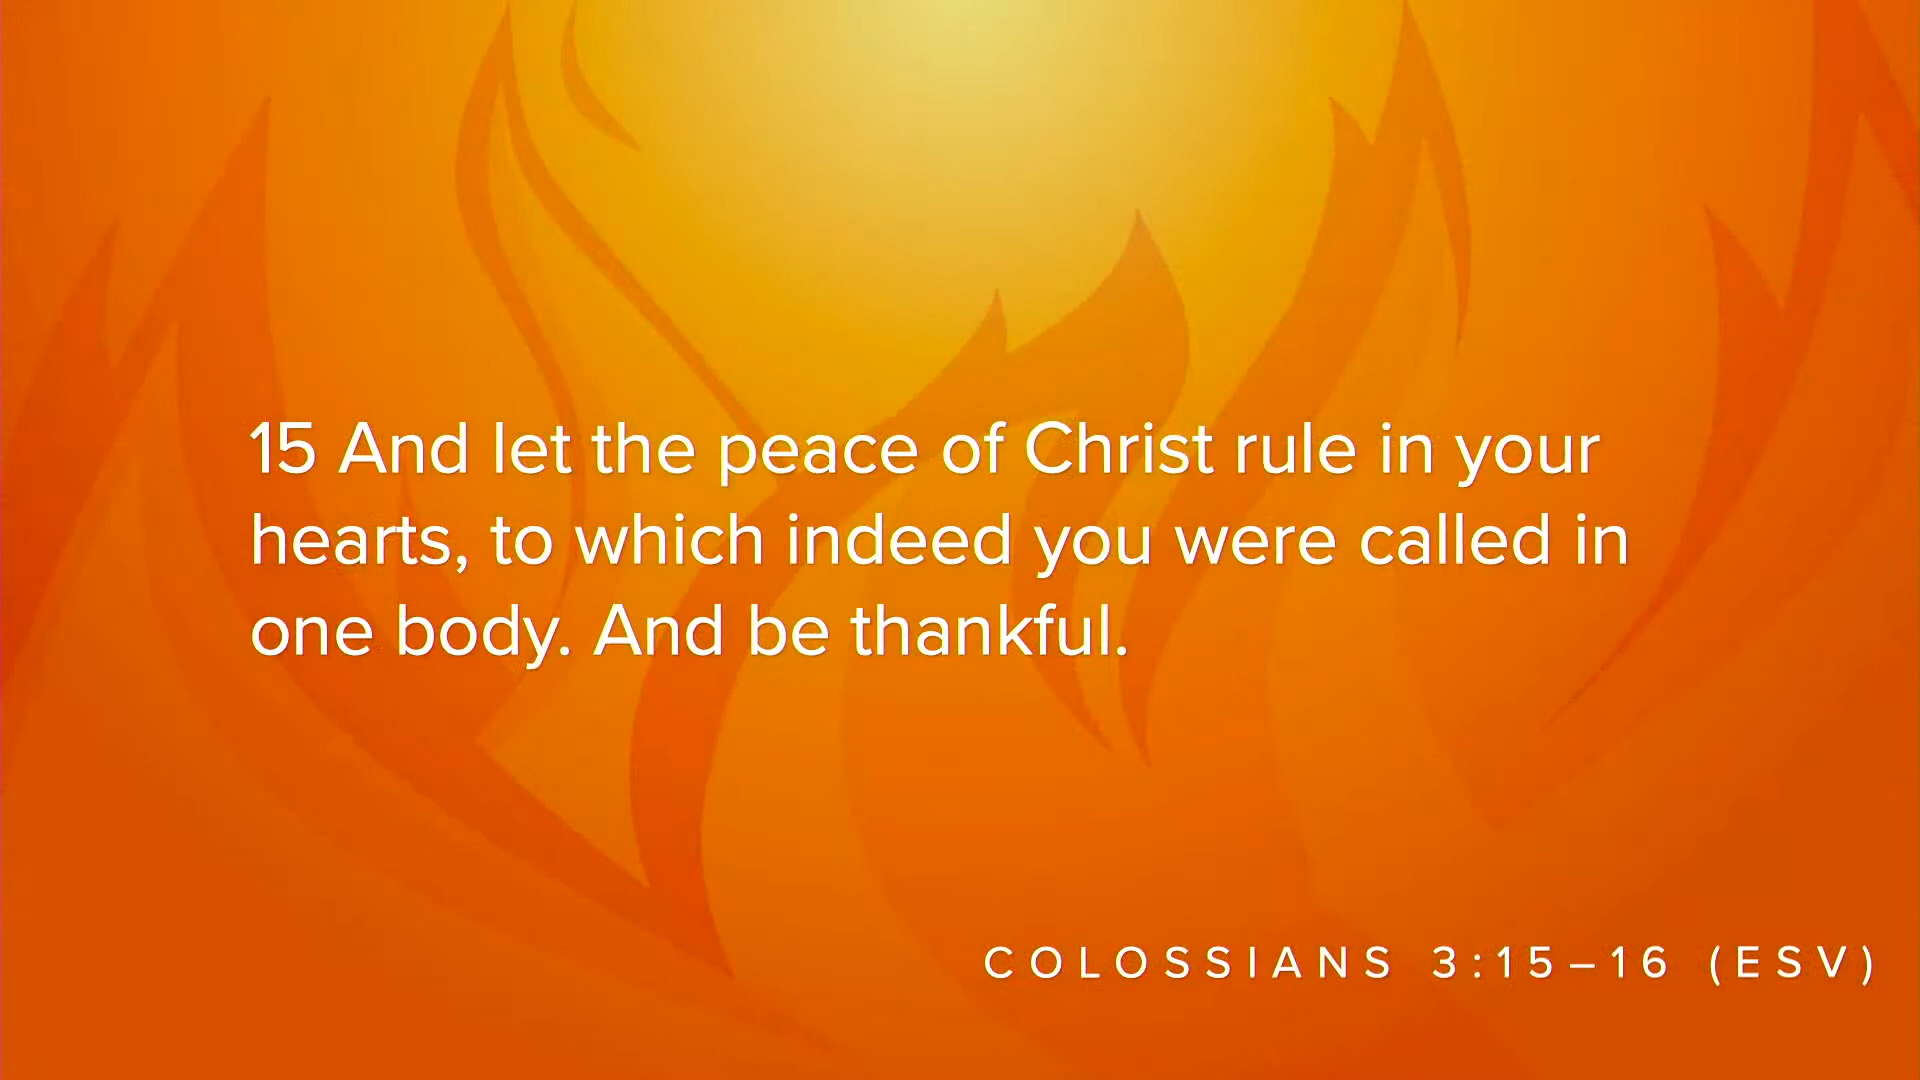 15 And let the peace of Christ rule in your
hearts, to which indeed you were called in
one body. And be thankful.
COLOSSIANS 3:15–16 (ESV)